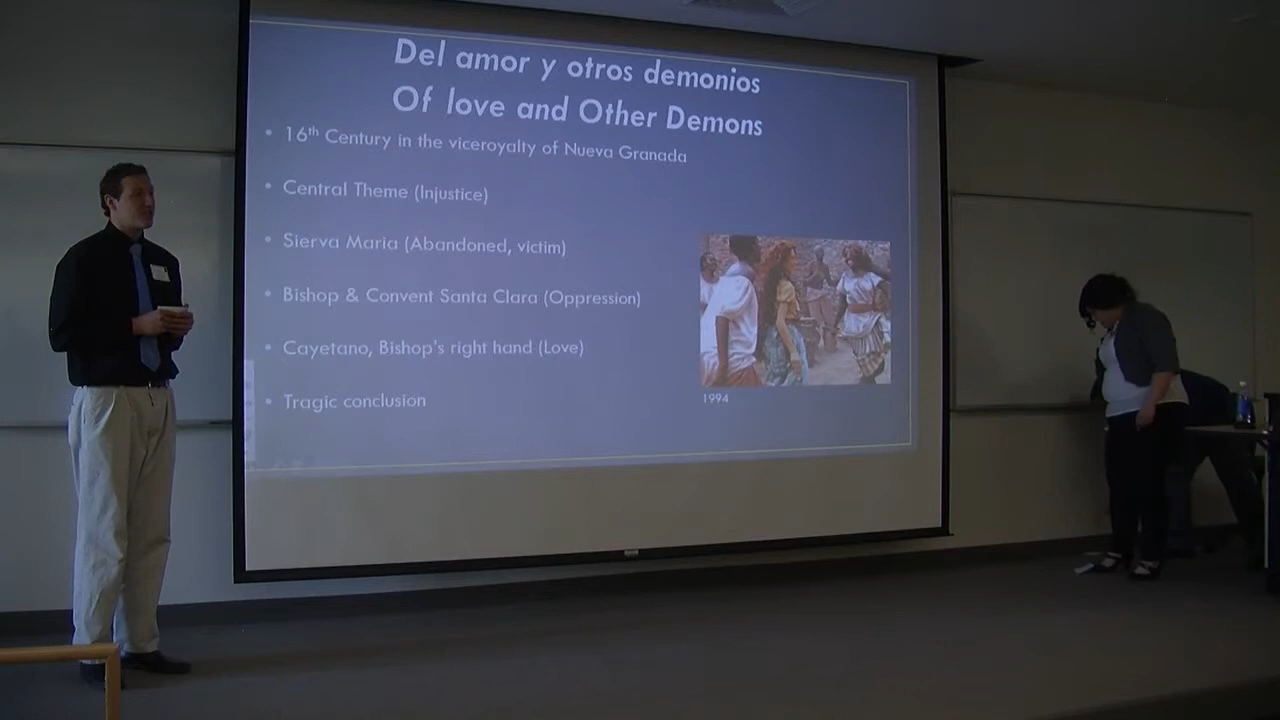 Del amor y otros demonios
Of love and Other Demons
• 16th Century in the viceroyalty of Nueva Granada
• Central Theme (Injustice)
• Sierva Maria (Abandoned, victim)
• Bishop & Convent Santa Clara (Oppression)
• Cayetano, Bishop's right hand (Love)
• Tragic conclusion
1994